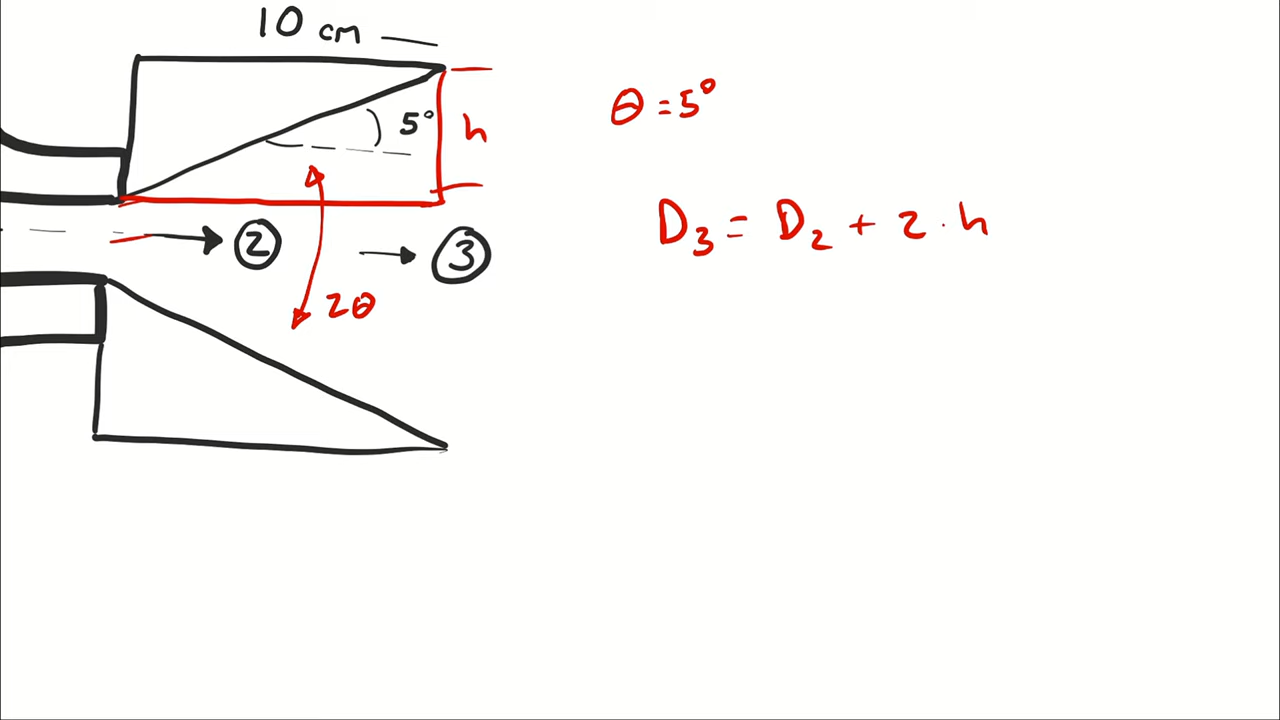 10 cm
θ = 5°
5°
h
D₃ = D₂ + 2 · h
②
③
2θ